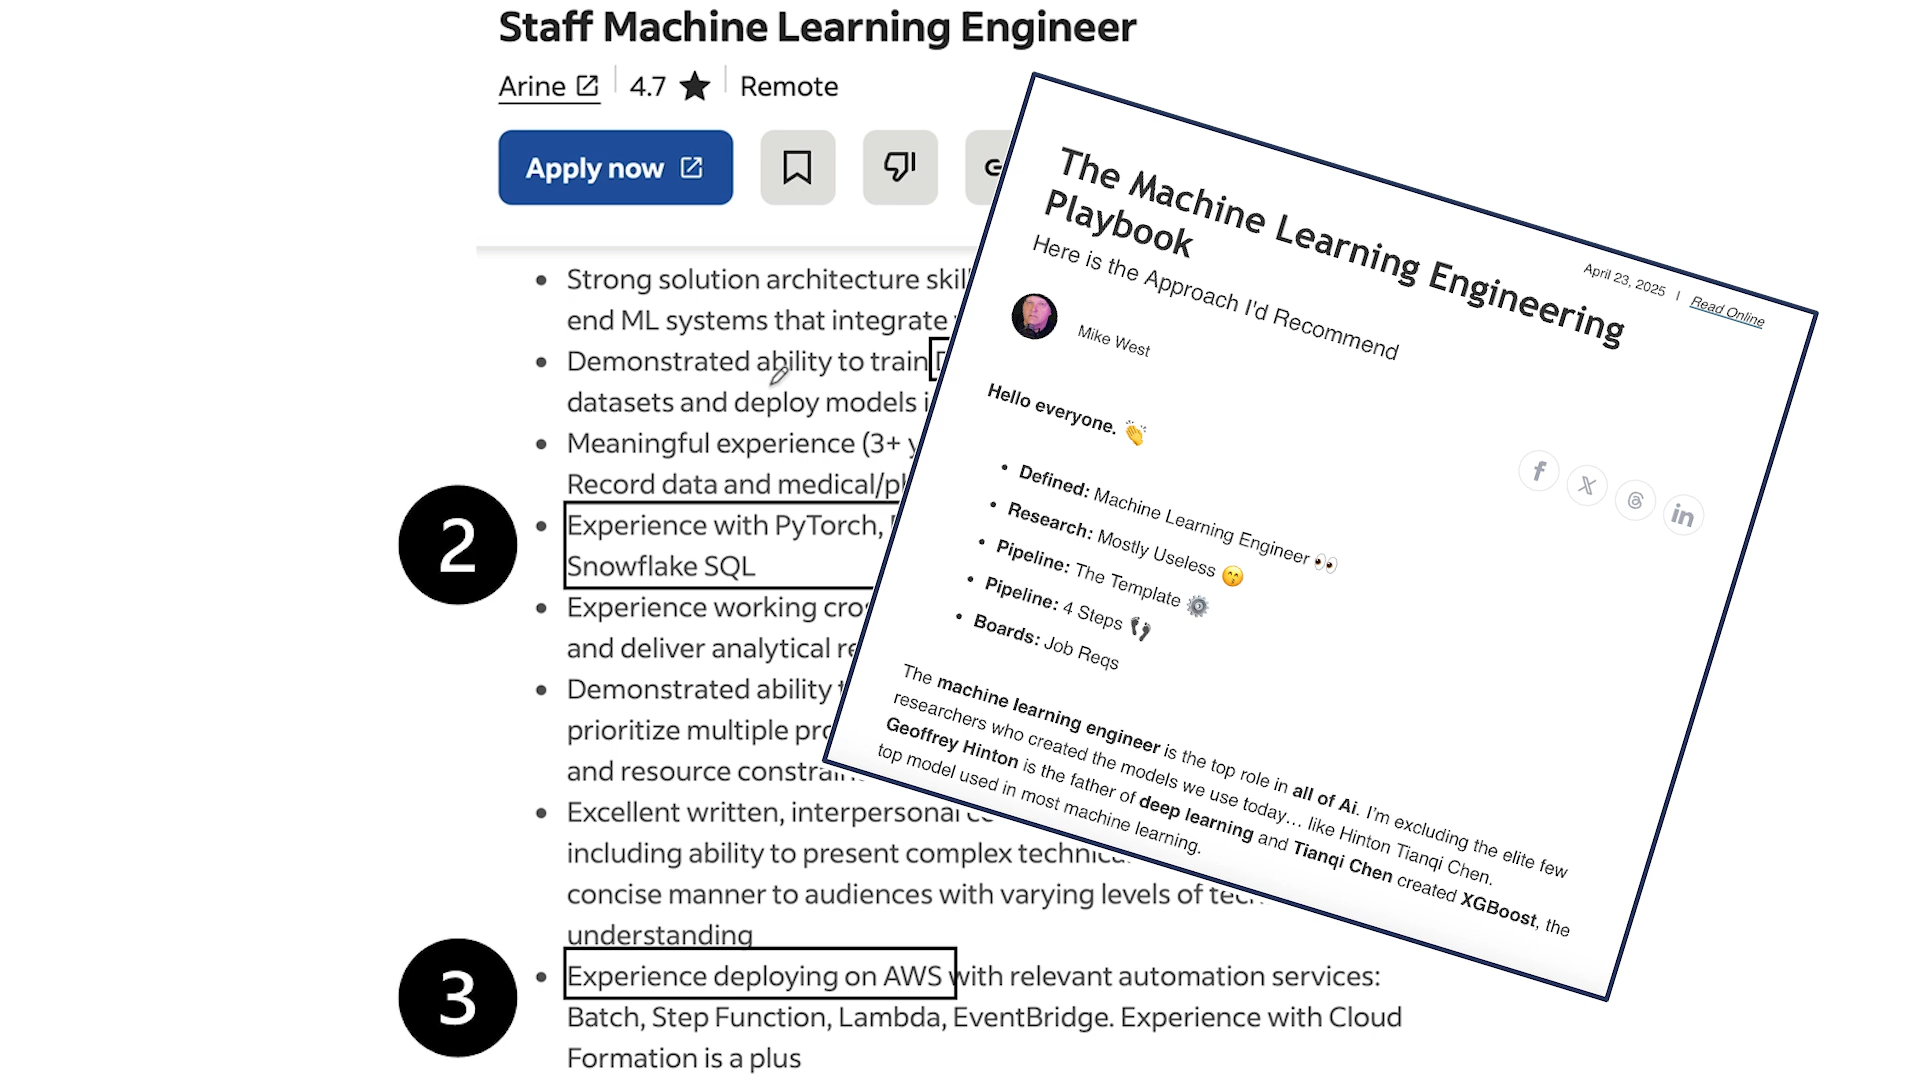 Staff Machine Learning Engineer
Arine 4.7 ★ Remote
Apply now
Strong solution architecture
end ML systems that integrate
Demonstrated ability to train
datasets and deploy models
Meaningful experience (3+
Record data and
2
Experience with PyTorch,
Snowflake SQL
Experience working
and deliver analytical
Demonstrated ability
prioritize multiple
and resource
Excellent written, interpersonal
including ability to present complex
concise manner to audiences with varying levels of
understanding
3
Experience deploying on AWS with relevant automation services:
Batch, Step Function, Lambda, EventBridge. Experience with Cloud
Formation is a plus
April 23, 2025 | Read Online
The Machine Learning Engineering
Playbook
Here is the Approach I'd Recommend
Mike West
Hello everyone. 👏
Defined: Machine Learning Engineer 👀
Research: Mostly Useless 😙
Pipeline: The Template ⚙️
Pipeline: 4 Steps 👣
Boards: Job Reqs
The machine learning engineer is the top role in all of Ai. I'm excluding the elite few
researchers who created the models we use today… like Hinton Tianqi Chen.
Geoffrey Hinton is the father of deep learning and Tianqi Chen created XGBoost, the
top model used in most machine learning.